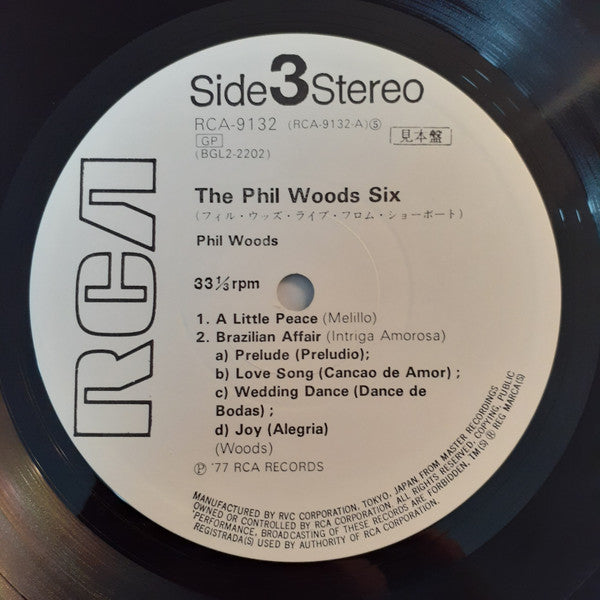 Side 3 Stereo
RCA-9132 (RCA-9132-A)Ⓢ
GP
見本盤
(BGL2-2202)
The Phil Woods Six
(フィル・ウッズ・ライブ・フロム・ショーボート)
Phil Woods
33⅓rpm
1. A Little Peace (Melillo)
2. Brazilian Affair (Intriga Amorosa)
a) Prelude (Preludio);
b) Love Song (Cancao de Amor) ;
c) Wedding Dance (Dance de
Bodas) ;
d) Joy (Alegria)
(Woods)
Ⓟ '77 RCA RECORDS
RCA
MANUFACTURED BY RVC CORPORATION, TOKYO, JAPAN FROM MASTER RECORDINGS
OWNED OR CONTROLLED BY RCA CORPORATION. ALL RIGHTS RESERVED, COPYING, PUBLIC
PERFORMANCE, BROADCASTING OF THESE RECORDS ARE FORBIDDEN, TM(S) ® REG MARCA(S)
REGISTRADA(S) USED BY AUTHORITY OF RCA CORPORATION.